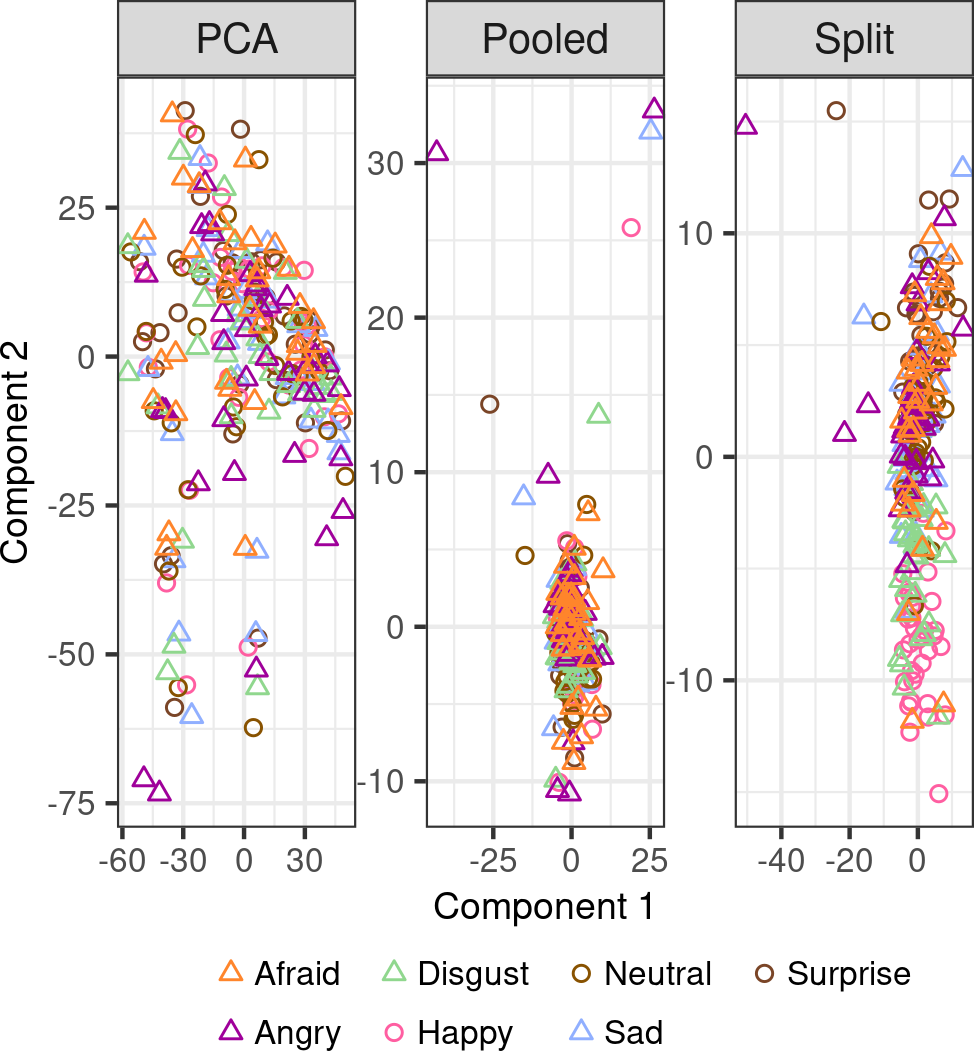 PCA Pooled Split
Component 2
25
0
-25
-50
-75
30
20
10
0
-10
10
0
-10
-60 -30 0 30
-25 0 25
-40 -20 0
Component 1
Afraid Disgust Neutral Surprise
Angry Happy Sad